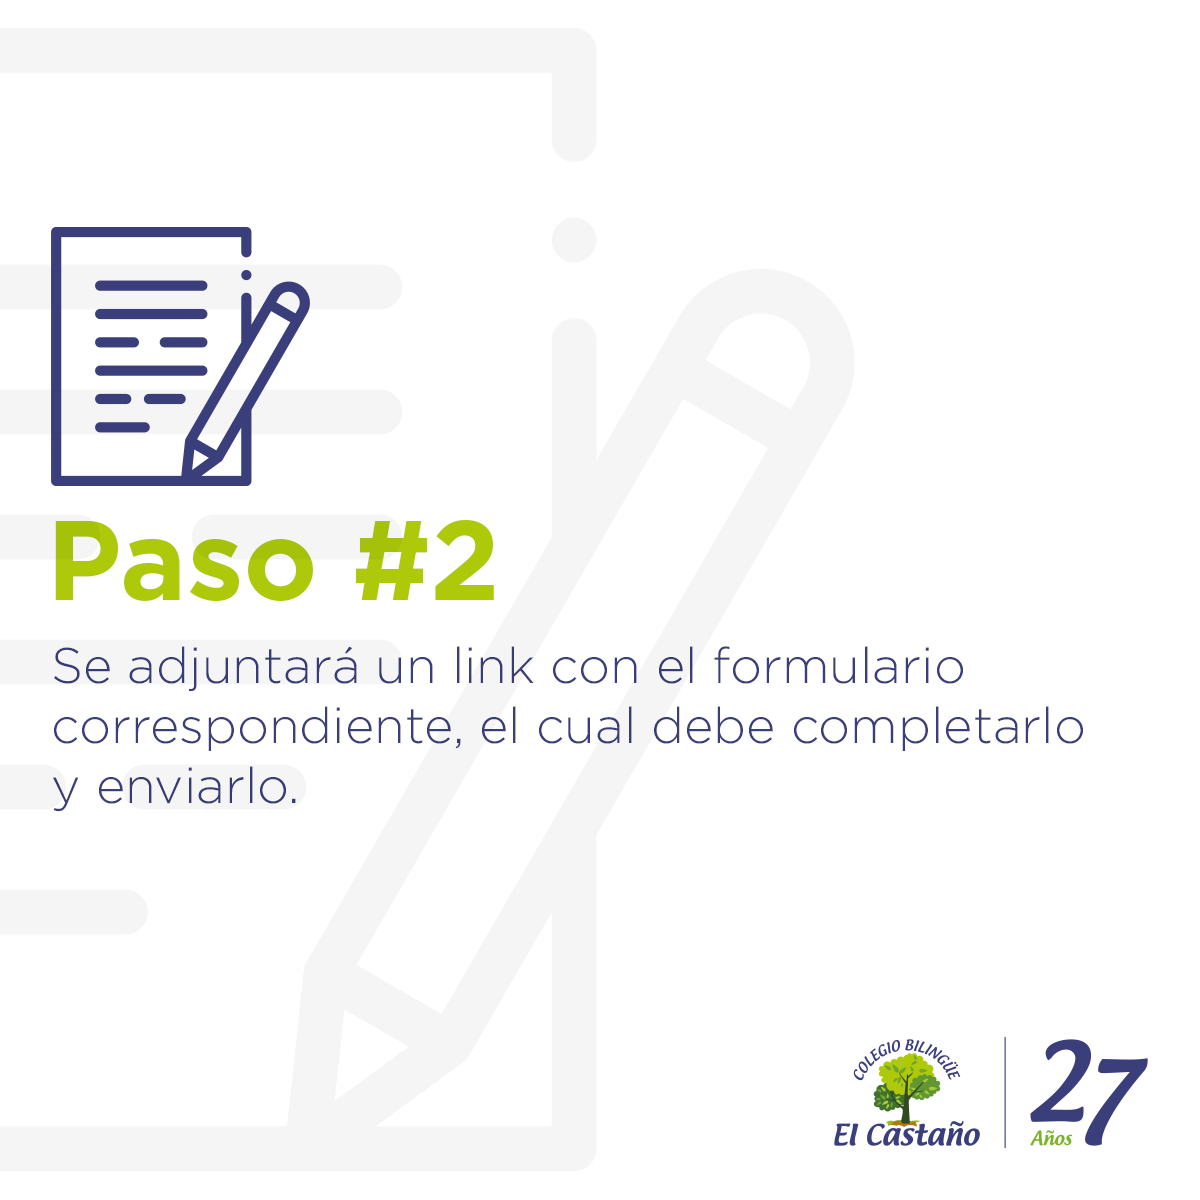 Paso #2
Se adjuntará un link con el formulario
correspondiente, el cual debe completarlo
y enviarlo.
COLEGIO BILINGÜE
El Castaño
27
Años